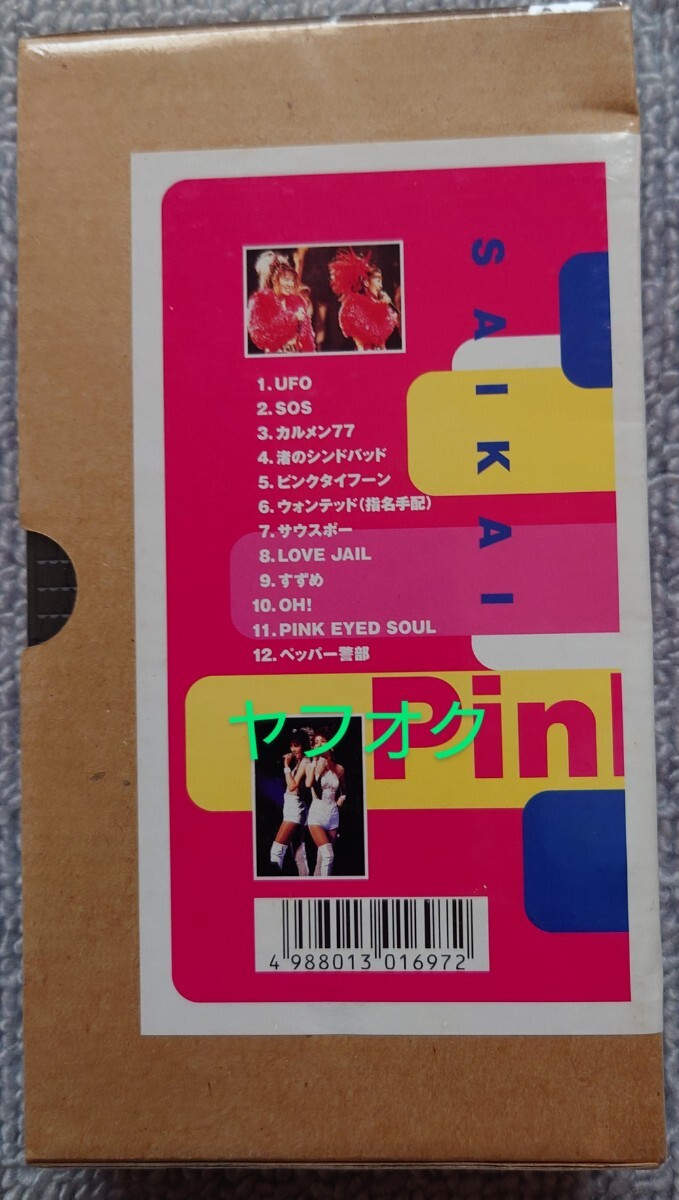 SAIKAI
1. UFO
2. SOS
3. カルメン77
4. 渚のシンドバッド
5. ピンクタイフーン
6. ウォンテッド(指名手配)
7. サウスポー
8. LOVE JAIL
9. すずめ
10. OH!
11. PINK EYED SOUL
12. ペッパー警部
Pin
ヤフオク
4 988013 016972